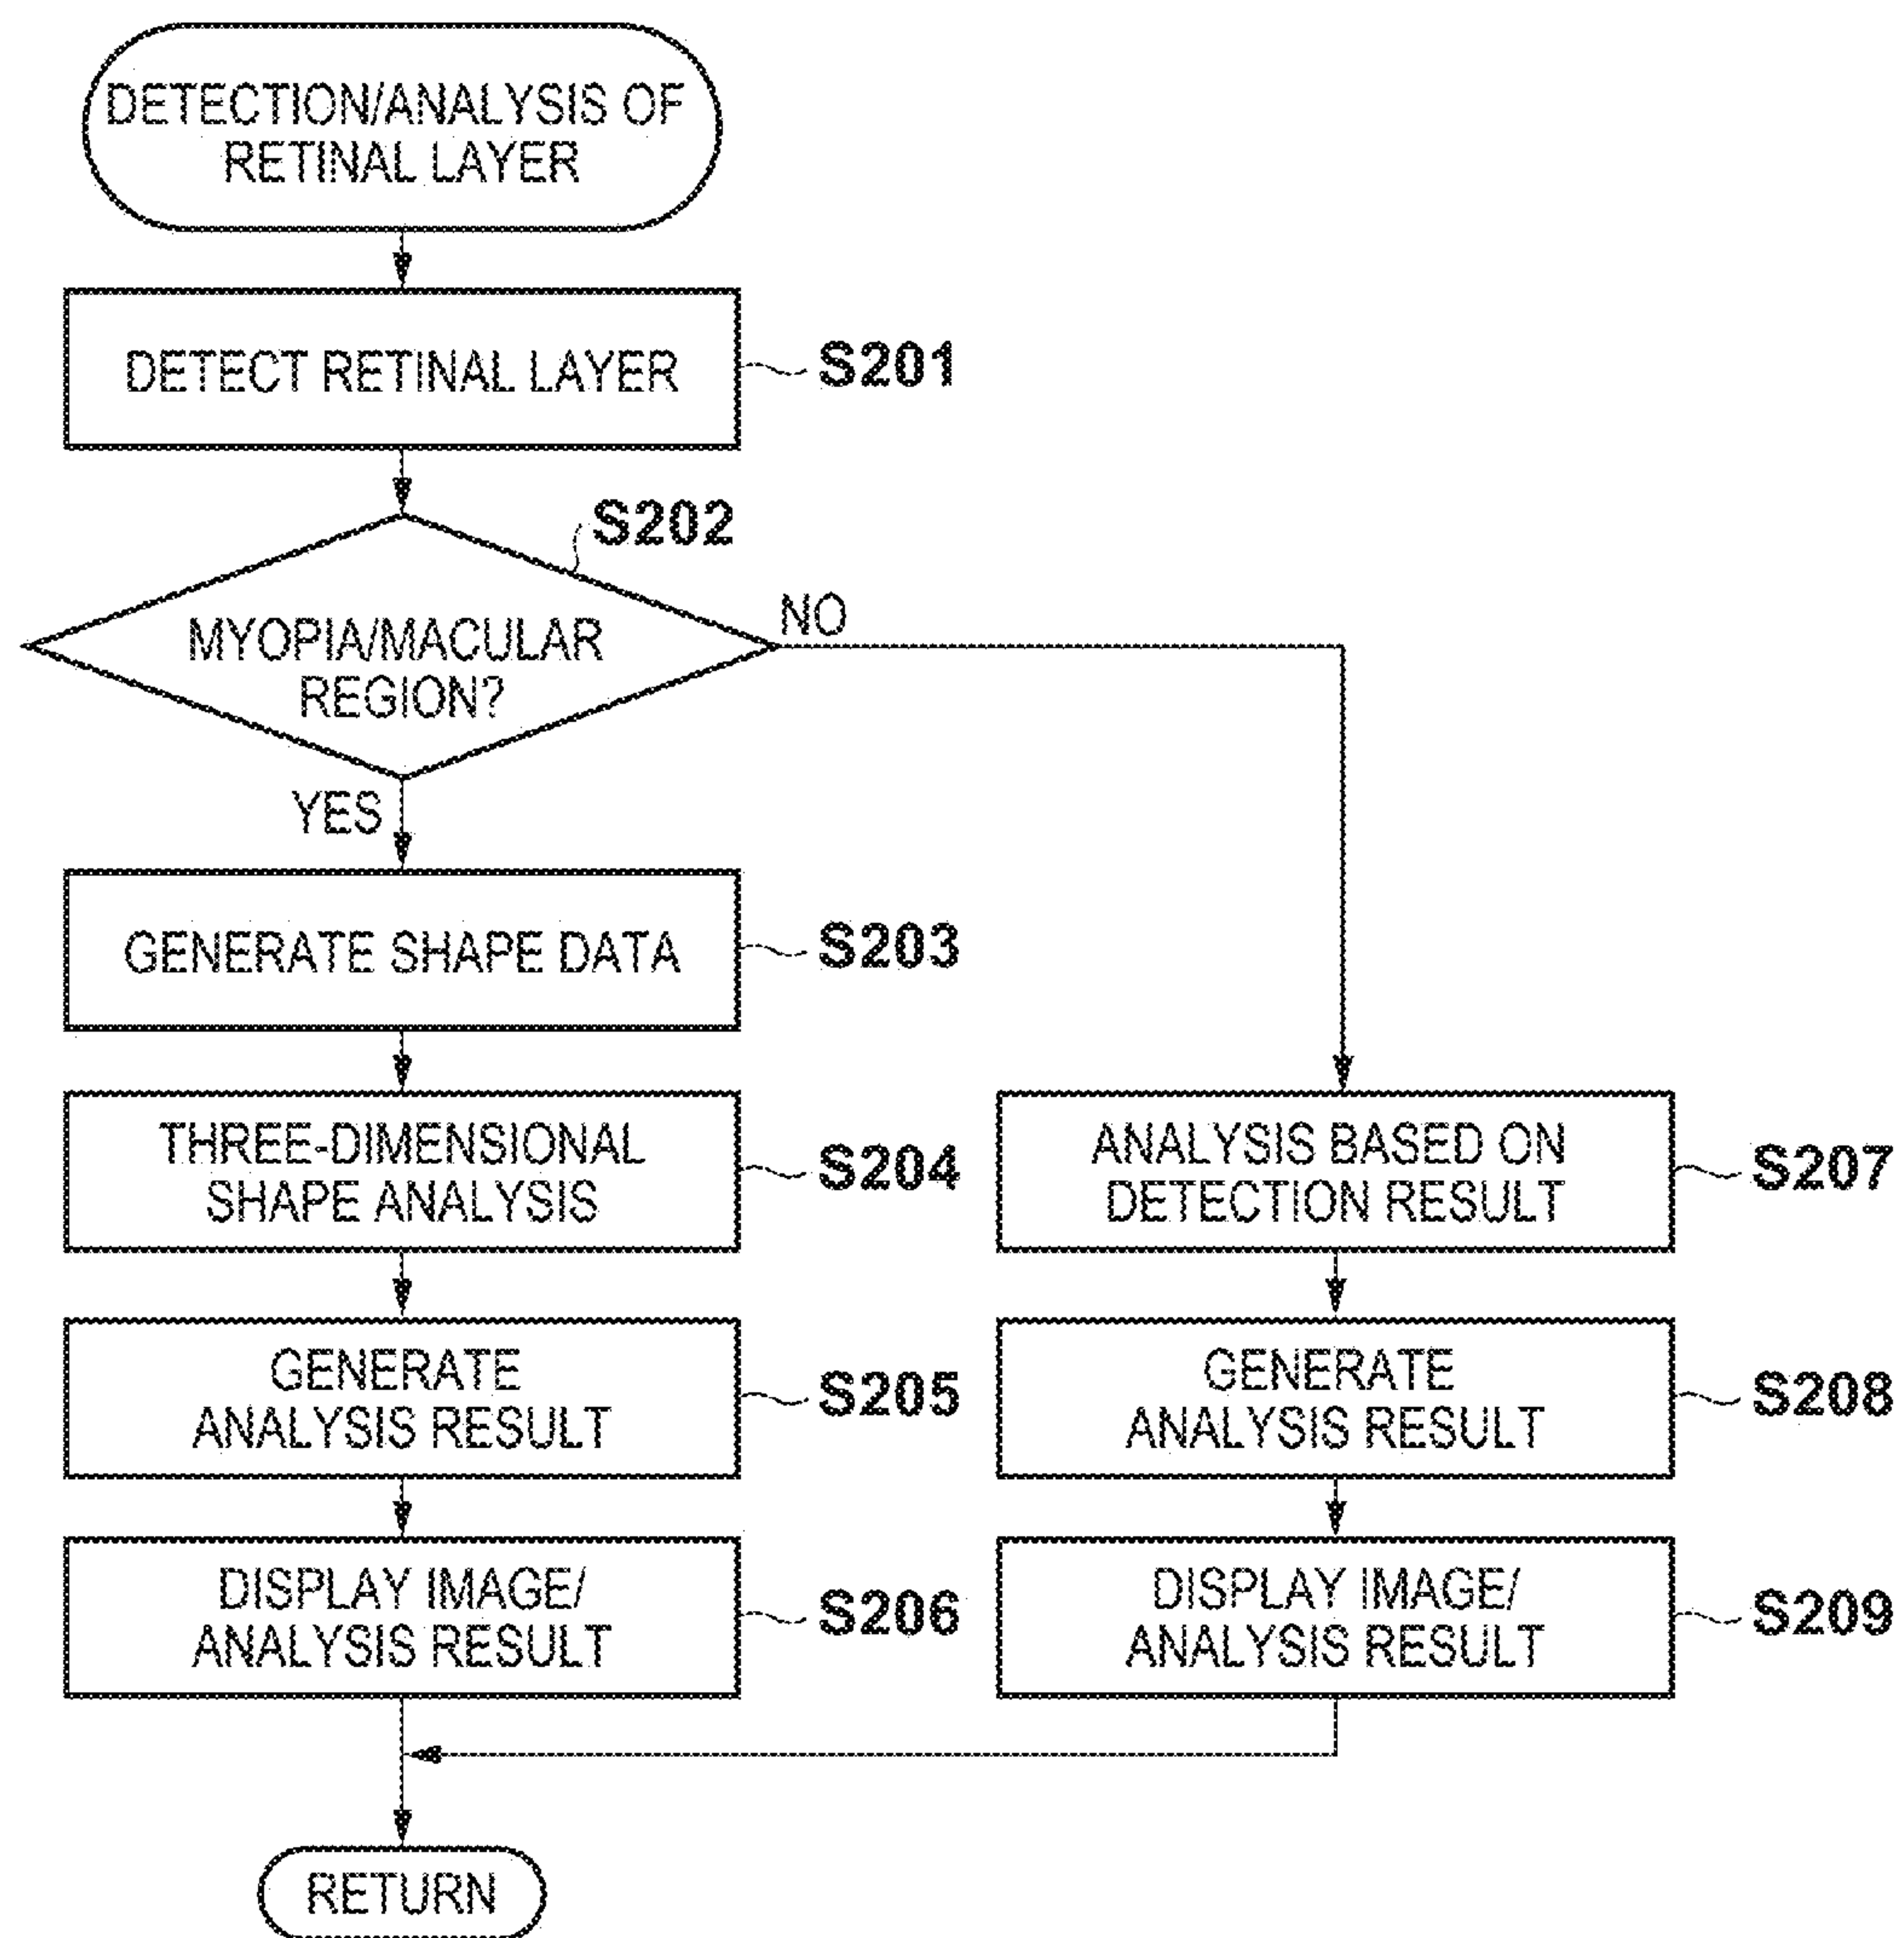 DETECTION/ANALYSIS OF
RETINAL LAYER
DETECT RETINAL LAYER
S201
S202
MYOPIA/MACULAR
REGION?
NO
YES
GENERATE SHAPE DATA
S203
THREE-DIMENSIONAL
SHAPE ANALYSIS
S204
ANALYSIS BASED ON
DETECTION RESULT
S207
GENERATE
ANALYSIS RESULT
S205
GENERATE
ANALYSIS RESULT
S208
DISPLAY IMAGE/
ANALYSIS RESULT
S206
DISPLAY IMAGE/
ANALYSIS RESULT
S209
RETURN